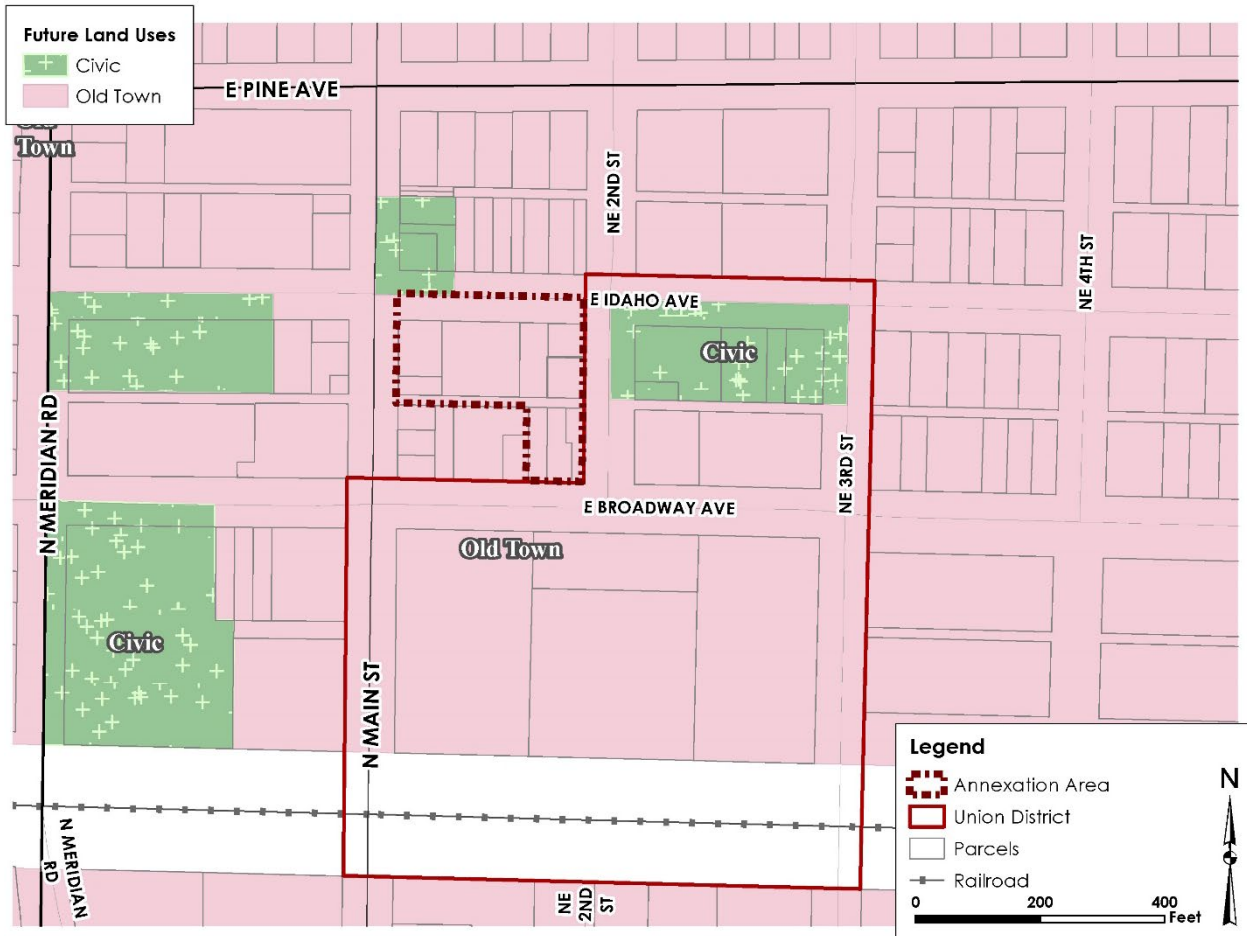 Future Land Uses
Civic
Old Town
E PINE AVE
Old
Town
NE 2ND ST
NE 4TH ST
E IDAHO AVE
Civic
N MERIDIAN RD
NE 3RD ST
E BROADWAY AVE
Old Town
Civic
N MAIN ST
N MERIDIAN
RD
NE
2ND
ST
Legend
Annexation Area
Union District
Parcels
Railroad
N
0 200 400
Feet